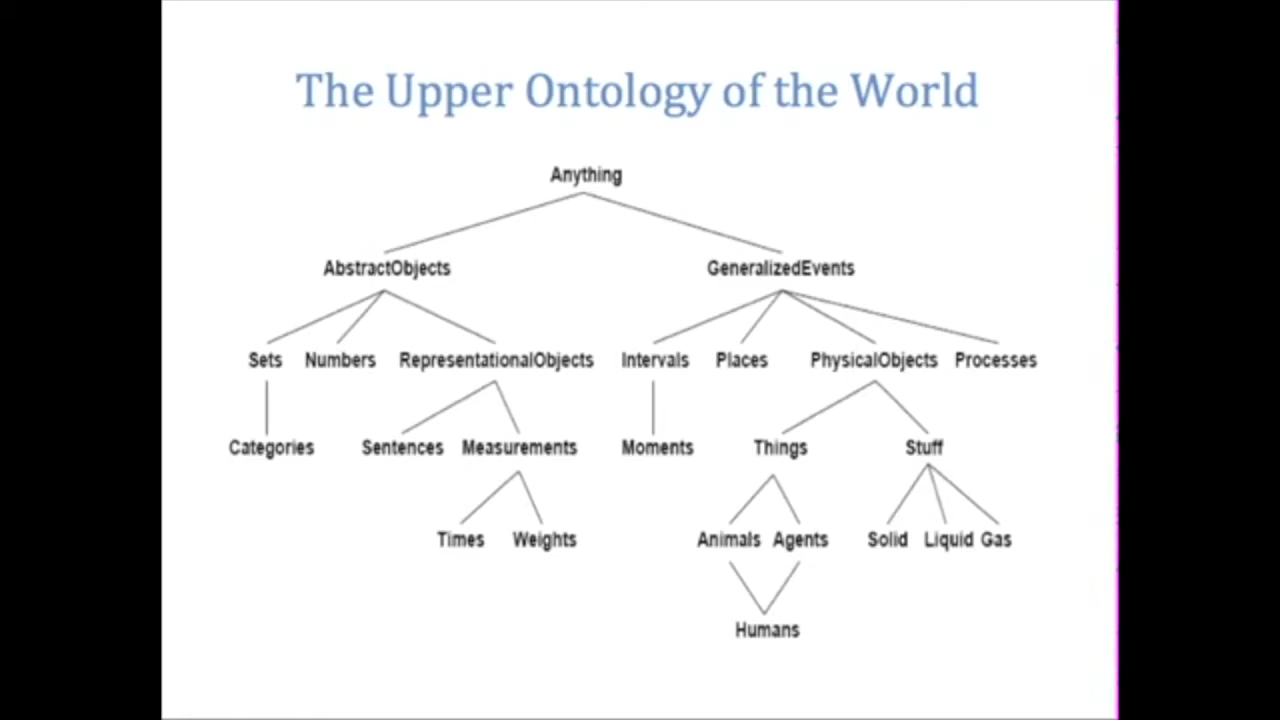 The Upper Ontology of the World
Anything
AbstractObjects GeneralizedEvents
Sets Numbers RepresentationalObjects Intervals Places PhysicalObjects Processes
Categories Sentences Measurements Moments Things Stuff
Times Weights Animals Agents Solid Liquid Gas
Humans